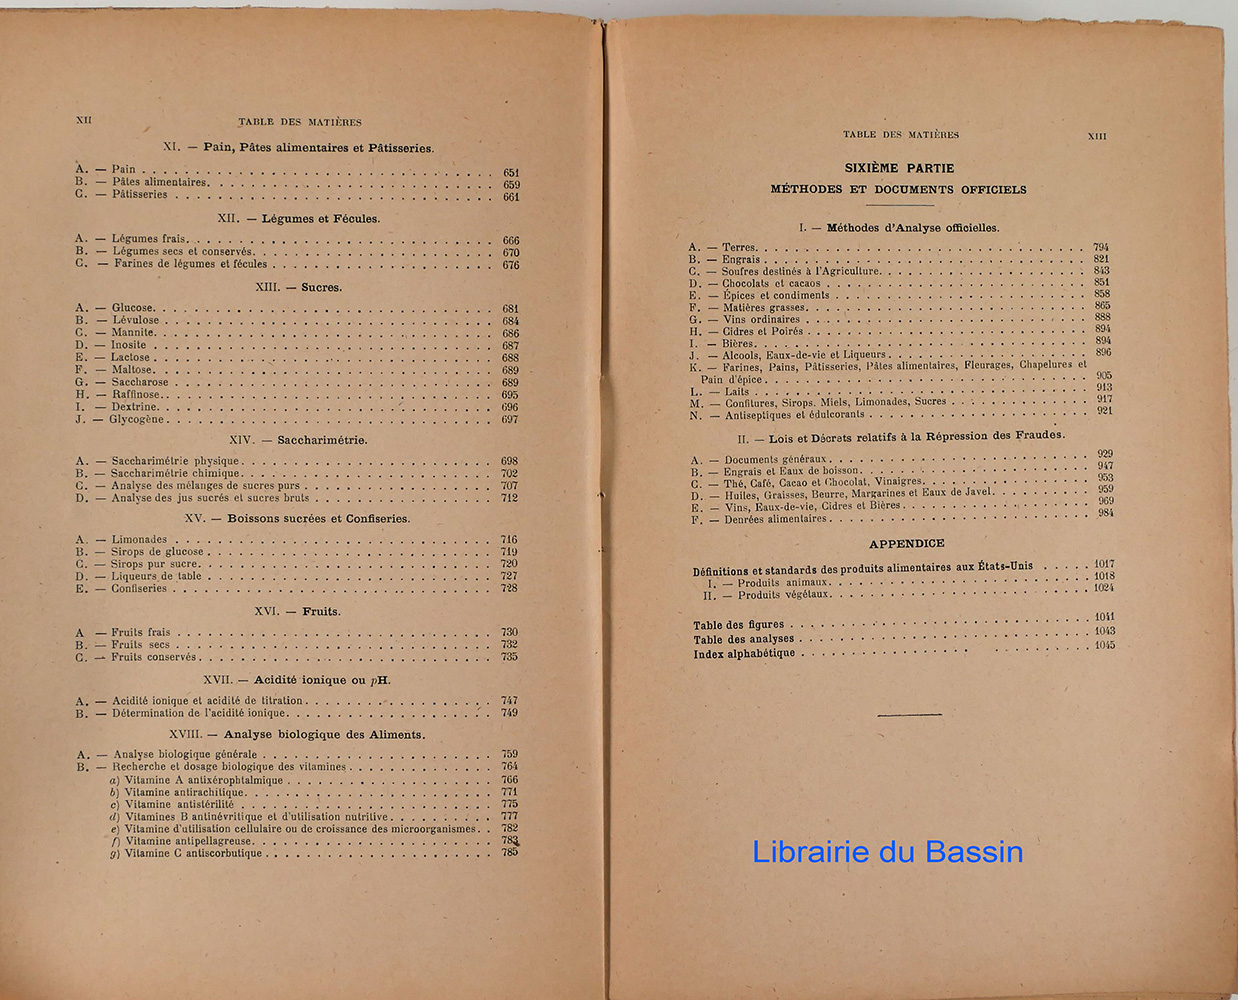 XII TABLE DES MATIÈRES
XI. — Pain, Pâtes alimentaires et Pâtisseries.
A. — Pain . . . 651
B. — Pâtes alimentaires. . . . 659
C. — Pâtisseries . . . 661
XII. — Légumes et Fécules.
A. — Légumes frais. . . . 666
B. — Légumes secs et conservés. . . . 670
C. — Farines de légumes et fécules . . . 676
XIII. — Sucres.
A. — Glucose. . . . 681
B. — Lévulose . . . 684
C. — Mannite. . . . 686
D. — Inosite . . . 687
E. — Lactose . . . 688
F. — Maltose. . . . 689
G. — Saccharose . . . 689
H. — Raffinose. . . . 695
I. — Dextrine. . . . 696
J. — Glycogène. . . . 697
XIV. — Saccharimétrie.
A. — Saccharimétrie physique. . . . 698
B. — Saccharimétrie chimique. . . . 702
C. — Analyse des mélanges de sucres purs . . . 707
D. — Analyse des jus sucrés et sucres bruts . . . 712
XV. — Boissons sucrées et Confiseries.
A. — Limonades . . . 716
B. — Sirops de glucose . . . 719
C. — Sirops pur sucre. . . . 720
D. — Liqueurs de table . . . 727
E. — Confiseries . . . 728
XVI. — Fruits.
A — Fruits frais . . . 730
B. — Fruits secs . . . 732
C. — Fruits conservés. . . . 735
XVII. — Acidité ionique ou pH.
A. — Acidité ionique et acidité de titration . . . 747
B. — Détermination de l'acidité ionique. . . . 749
XVIII. — Analyse biologique des Aliments.
A. — Analyse biologique générale . . . 759
B. — Recherche et dosage biologique des vitamines . . . 764
a) Vitamine A antixérophtalmique . . . 766
b) Vitamine antirachitique. . . . 771
c) Vitamine antistérilité . . . 775
d) Vitamines B antinévritique et d'utilisation nutritive . . . 777
e) Vitamine d'utilisation cellulaire ou de croissance des microorganismes. . . 782
f) Vitamine antipellagreuse. . . . 783
g) Vitamine C antiscorbutique . . . 785
TABLE DES MATIÈRES XIII
SIXIÈME PARTIE
MÉTHODES ET DOCUMENTS OFFICIELS
I. — Méthodes d'Analyse officielles.
A. — Terres. . . . 794
B. — Engrais . . . 821
C. — Soufres destinés à l'Agriculture. . . . 843
D. — Chocolats et cacaos . . . 851
E. — Épices et condiments . . . 858
F. — Matières grasses. . . . 865
G. — Vins ordinaires . . . 888
H. — Cidres et Poirés . . . 894
I. — Bières. . . . 894
J. — Alcools, Eaux-de-vie et Liqueurs . . . 896
K. — Farines, Pains, Pâtisseries, Pâtes alimentaires, Fleurages, Chapelures et
Pain d'épice . . . 905
L. — Laits . . . 913
M. — Confitures, Sirops. Miels, Limonades, Sucres . . . 917
N. — Antiseptiques et édulcorants . . . 921
II. — Lois et Décrets relatifs à la Répression des Fraudes.
A. — Documents généraux. . . . 929
B. — Engrais et Eaux de boisson. . . . 947
C. — Thé, Café, Cacao et Chocolat, Vinaigres. . . . 953
D. — Huiles, Graisses, Beurre, Margarines et Eaux de Javel. . . . 959
E. — Vins, Eaux-de-vie, Cidres et Bières. . . . 969
F. — Denrées alimentaires. . . . 984
APPENDICE
Définitions et standards des produits alimentaires aux États-Unis . . . 1017
I. — Produits animaux. . . . 1018
II. — Produits végétaux. . . . 1024
Table des figures . . . 1041
Table des analyses . . . 1043
Index alphabétique . . . 1045
Librairie du Bassin